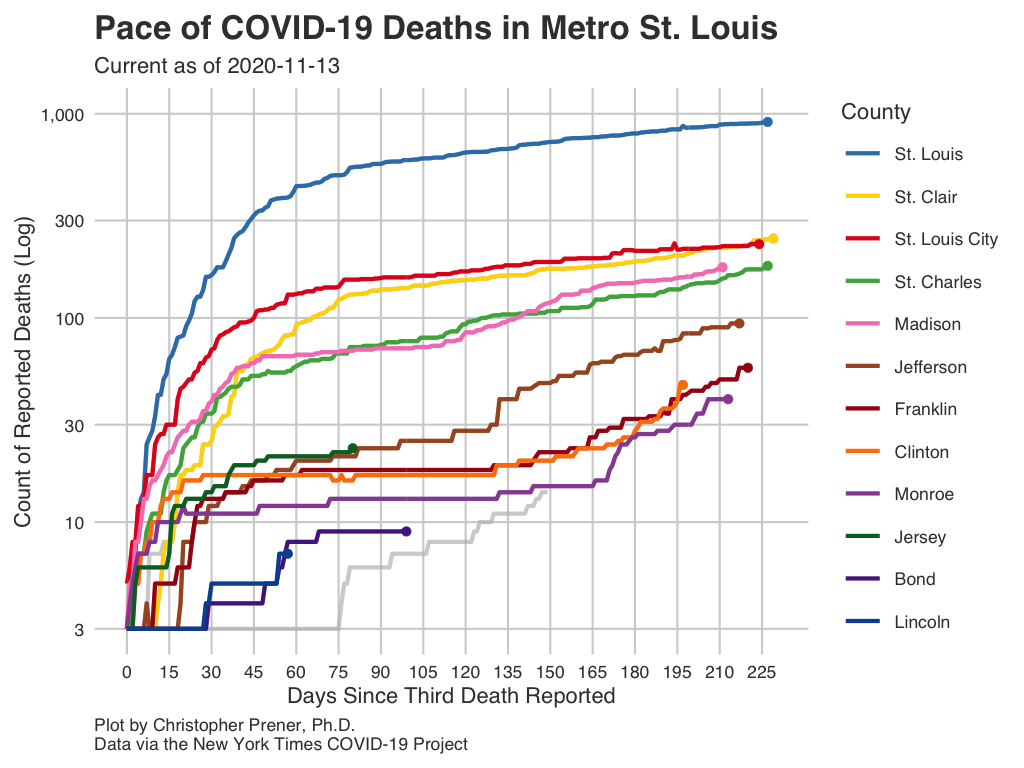 Pace of COVID-19 Deaths in Metro St. Louis
Current as of 2020-11-13
Count of Reported Deaths (Log)
1,000
300
100
30
10
3
0 15 30 45 60 75 90 105 120 135 150 165 180 195 210 225
Days Since Third Death Reported
County
St. Louis
St. Clair
St. Louis City
St. Charles
Madison
Jefferson
Franklin
Clinton
Monroe
Jersey
Bond
Lincoln
Plot by Christopher Prener, Ph.D.
Data via the New York Times COVID-19 Project